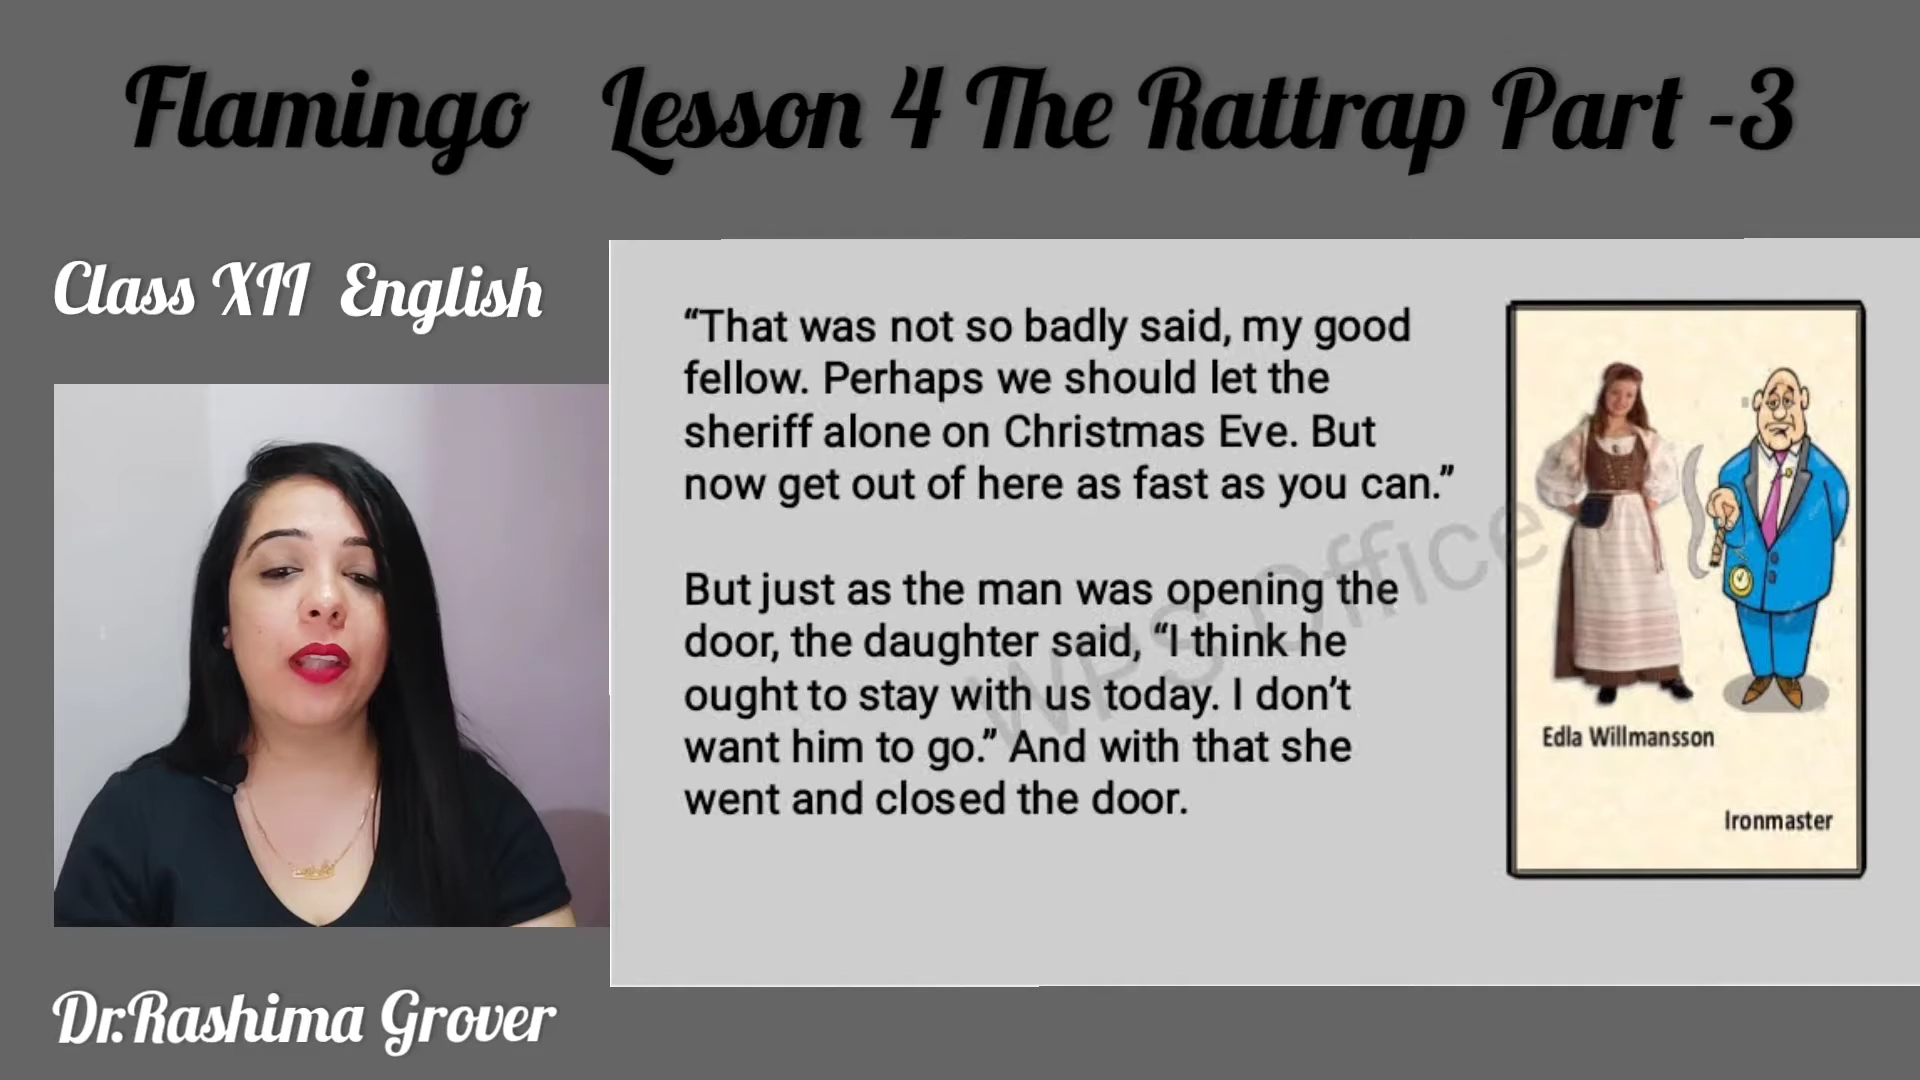 Flamingo Lesson 4 The Rattrap Part -3
Class XII English
“That was not so badly said, my good
fellow. Perhaps we should let the
sheriff alone on Christmas Eve. But
now get out of here as fast as you can.”
But just as the man was opening the
door, the daughter said, “I think he
ought to stay with us today. I don’t
want him to go.” And with that she
went and closed the door.
WPS Office
Edla Willmansson
Ironmaster
Dr.Rashima Grover